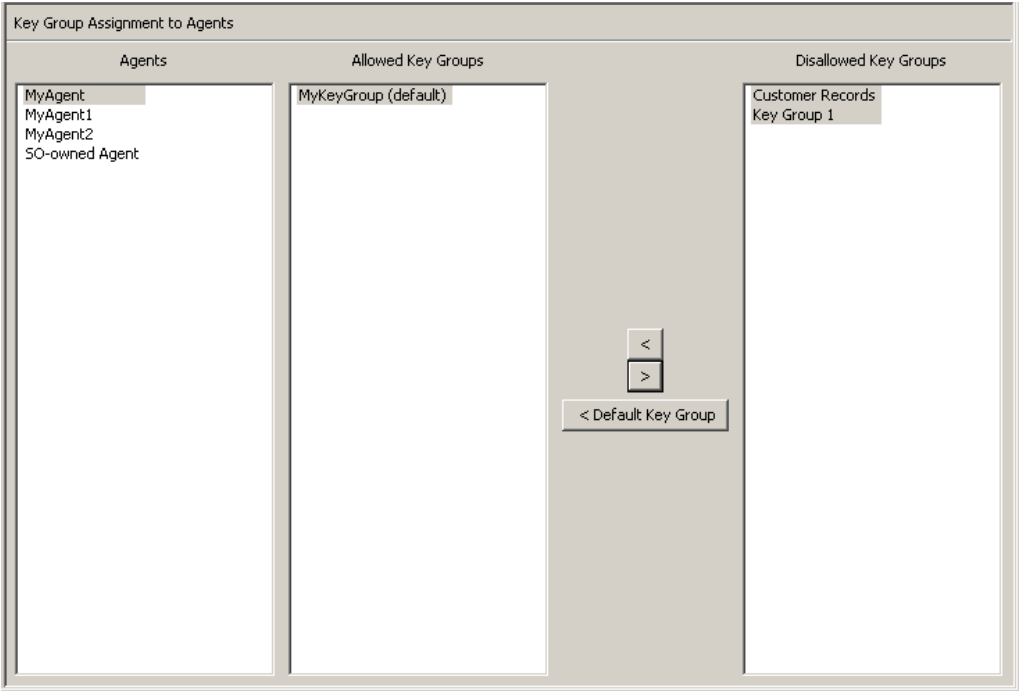 Key Group Assignment to Agents
Agents
Allowed Key Groups
Disallowed Key Groups
MyAgent
MyAgent1
MyAgent2
SO-owned Agent
MyKeyGroup (default)
Customer Records
Key Group 1
<
>
< Default Key Group